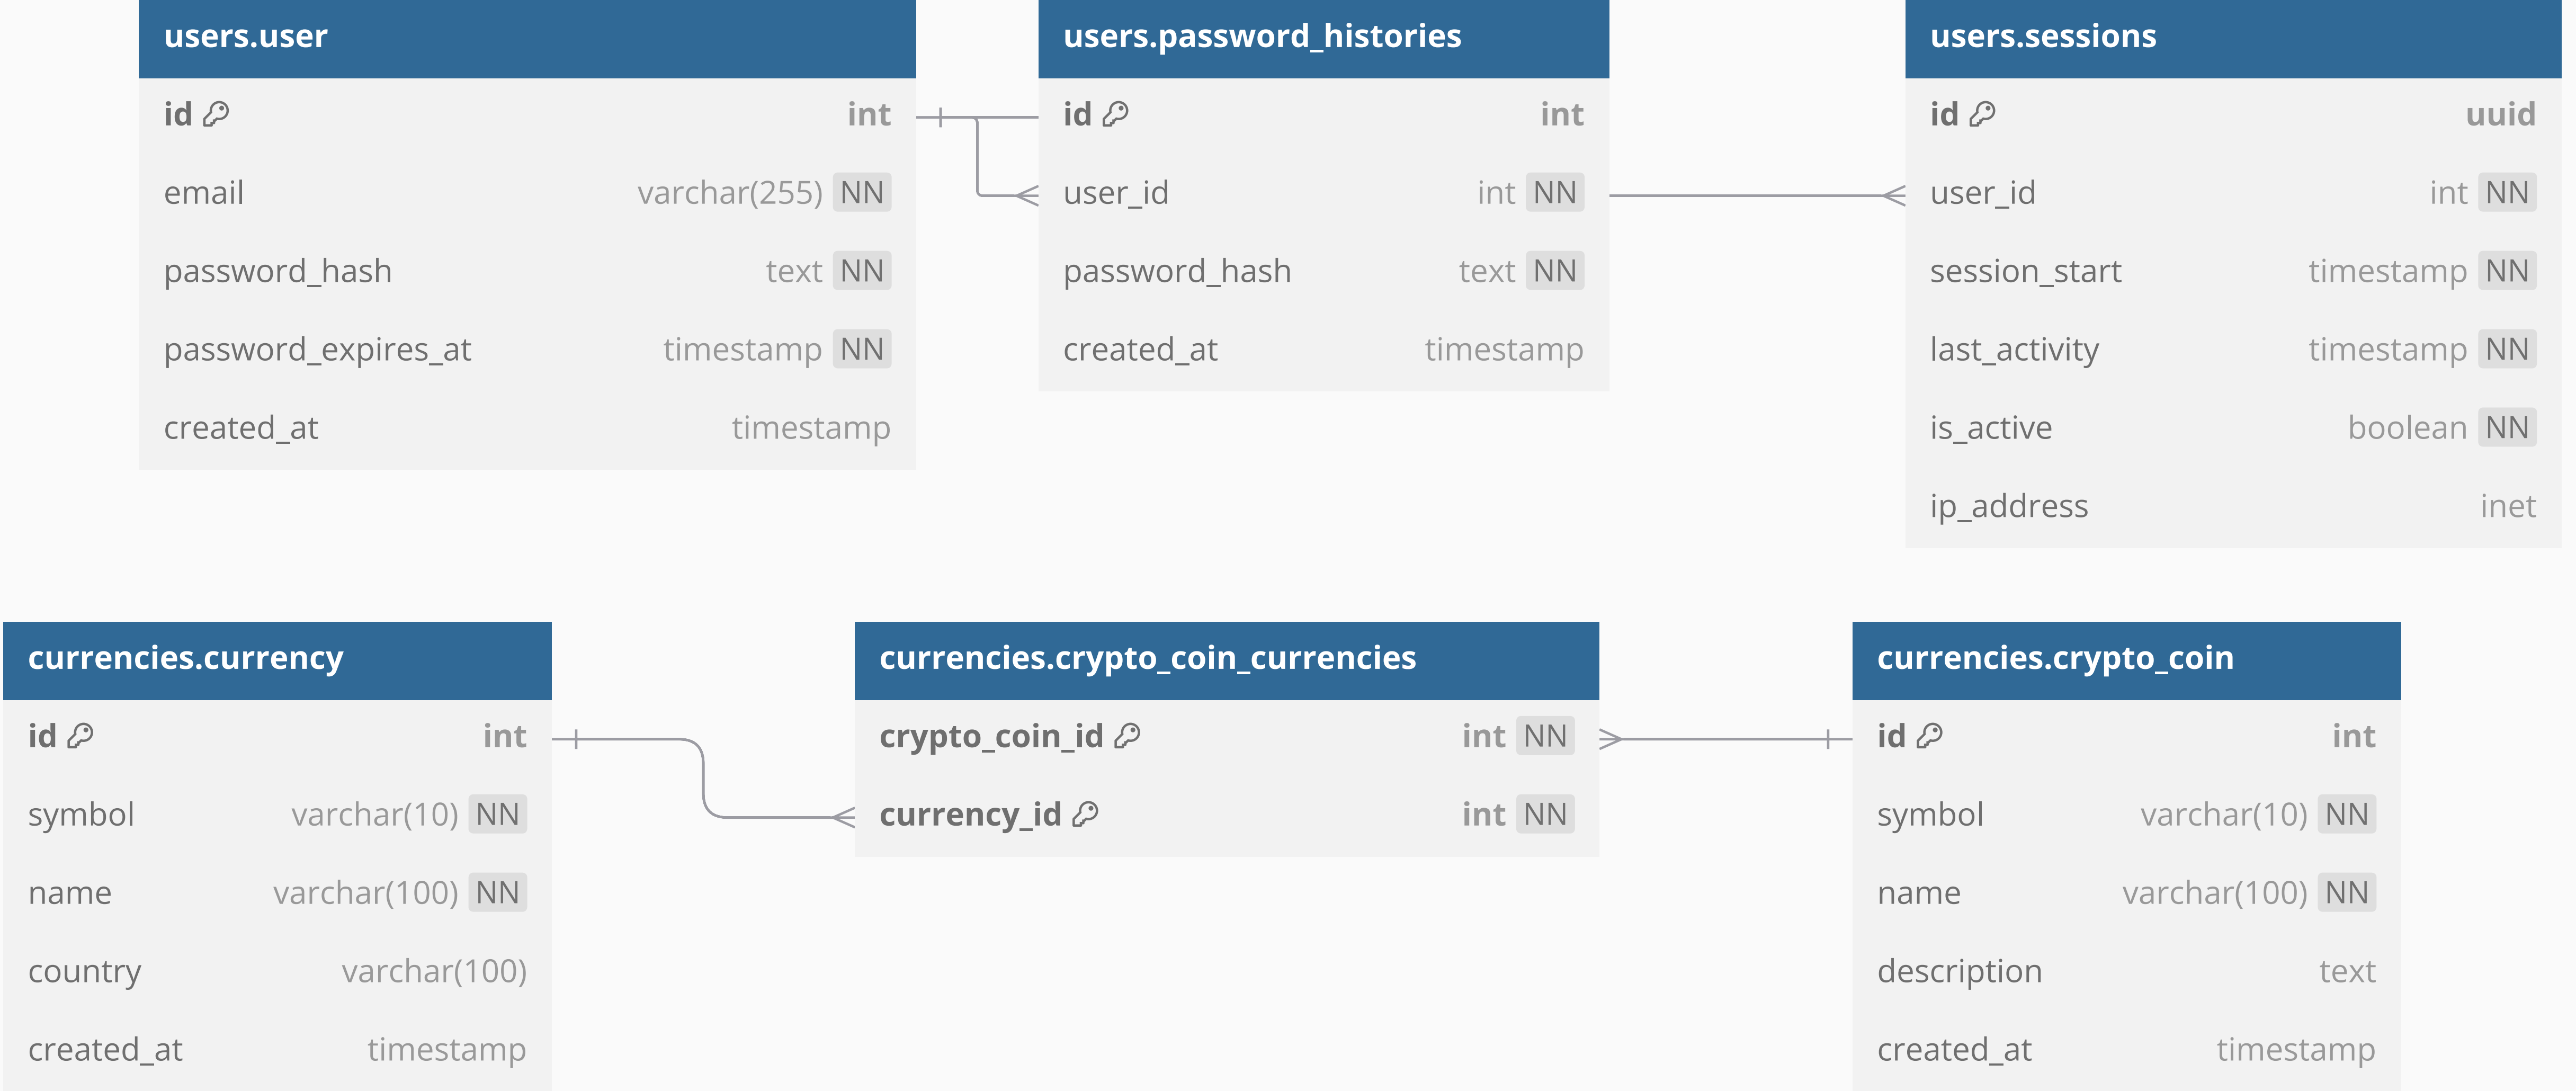 users.user
id int
email varchar(255) NN
password_hash text NN
password_expires_at timestamp NN
created_at timestamp
users.password_histories
id int
user_id int NN
password_hash text NN
created_at timestamp
users.sessions
id uuid
user_id int NN
session_start timestamp NN
last_activity timestamp NN
is_active boolean NN
ip_address inet
currencies.currency
id int
symbol varchar(10) NN
name varchar(100) NN
country varchar(100)
created_at timestamp
currencies.crypto_coin_currencies
crypto_coin_id int NN
currency_id int NN
currencies.crypto_coin
id int
symbol varchar(10) NN
name varchar(100) NN
description text
created_at timestamp